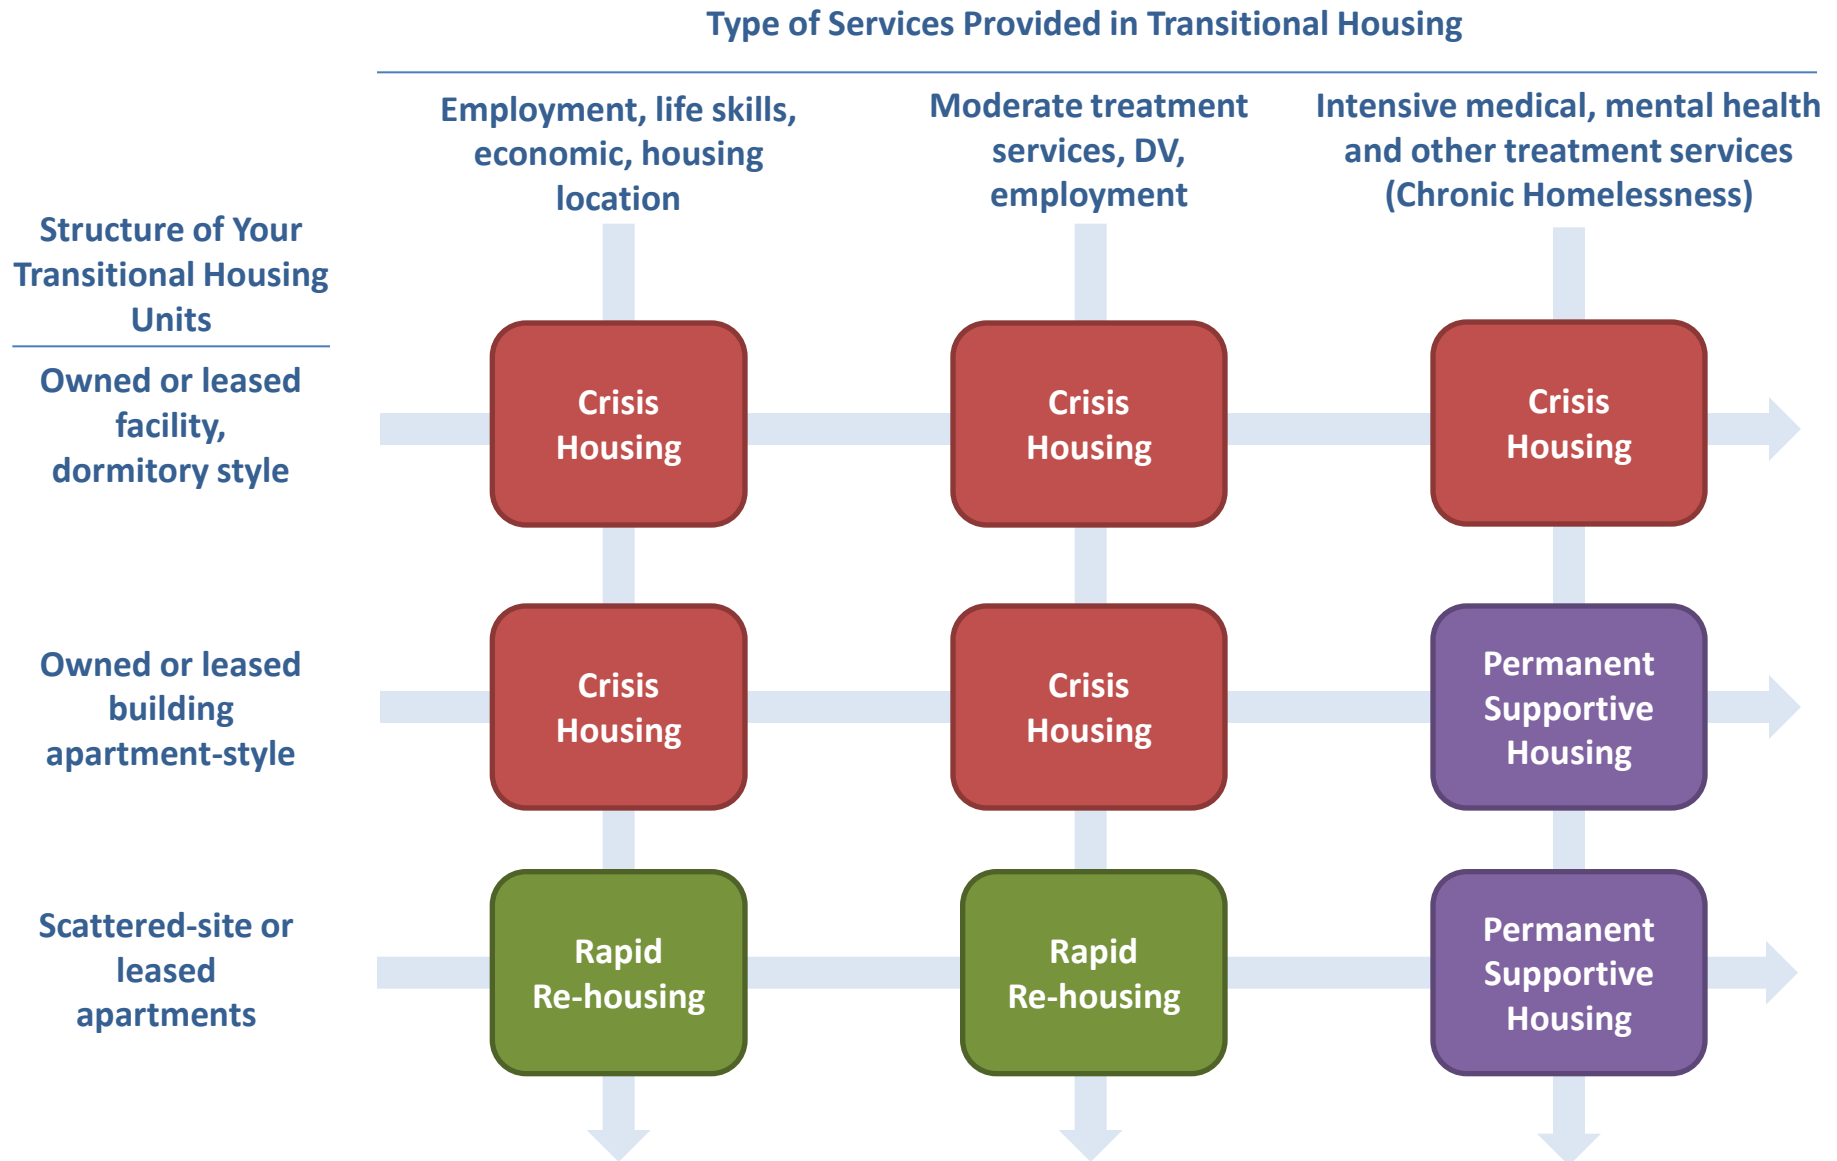 Type of Services Provided in Transitional Housing
Employment, life skills,
economic, housing
location
Moderate treatment
services, DV,
employment
Intensive medical, mental health
and other treatment services
(Chronic Homelessness)
Structure of Your
Transitional Housing
Units
Owned or leased
facility,
dormitory style
Crisis
Housing
Crisis
Housing
Crisis
Housing
Owned or leased
building
apartment-style
Crisis
Housing
Crisis
Housing
Permanent
Supportive
Housing
Scattered-site or
leased
apartments
Rapid
Re-housing
Rapid
Re-housing
Permanent
Supportive
Housing